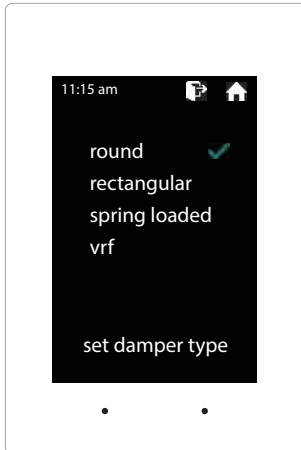 11:15 am
round
rectangular
spring loaded
vrf
set damper type